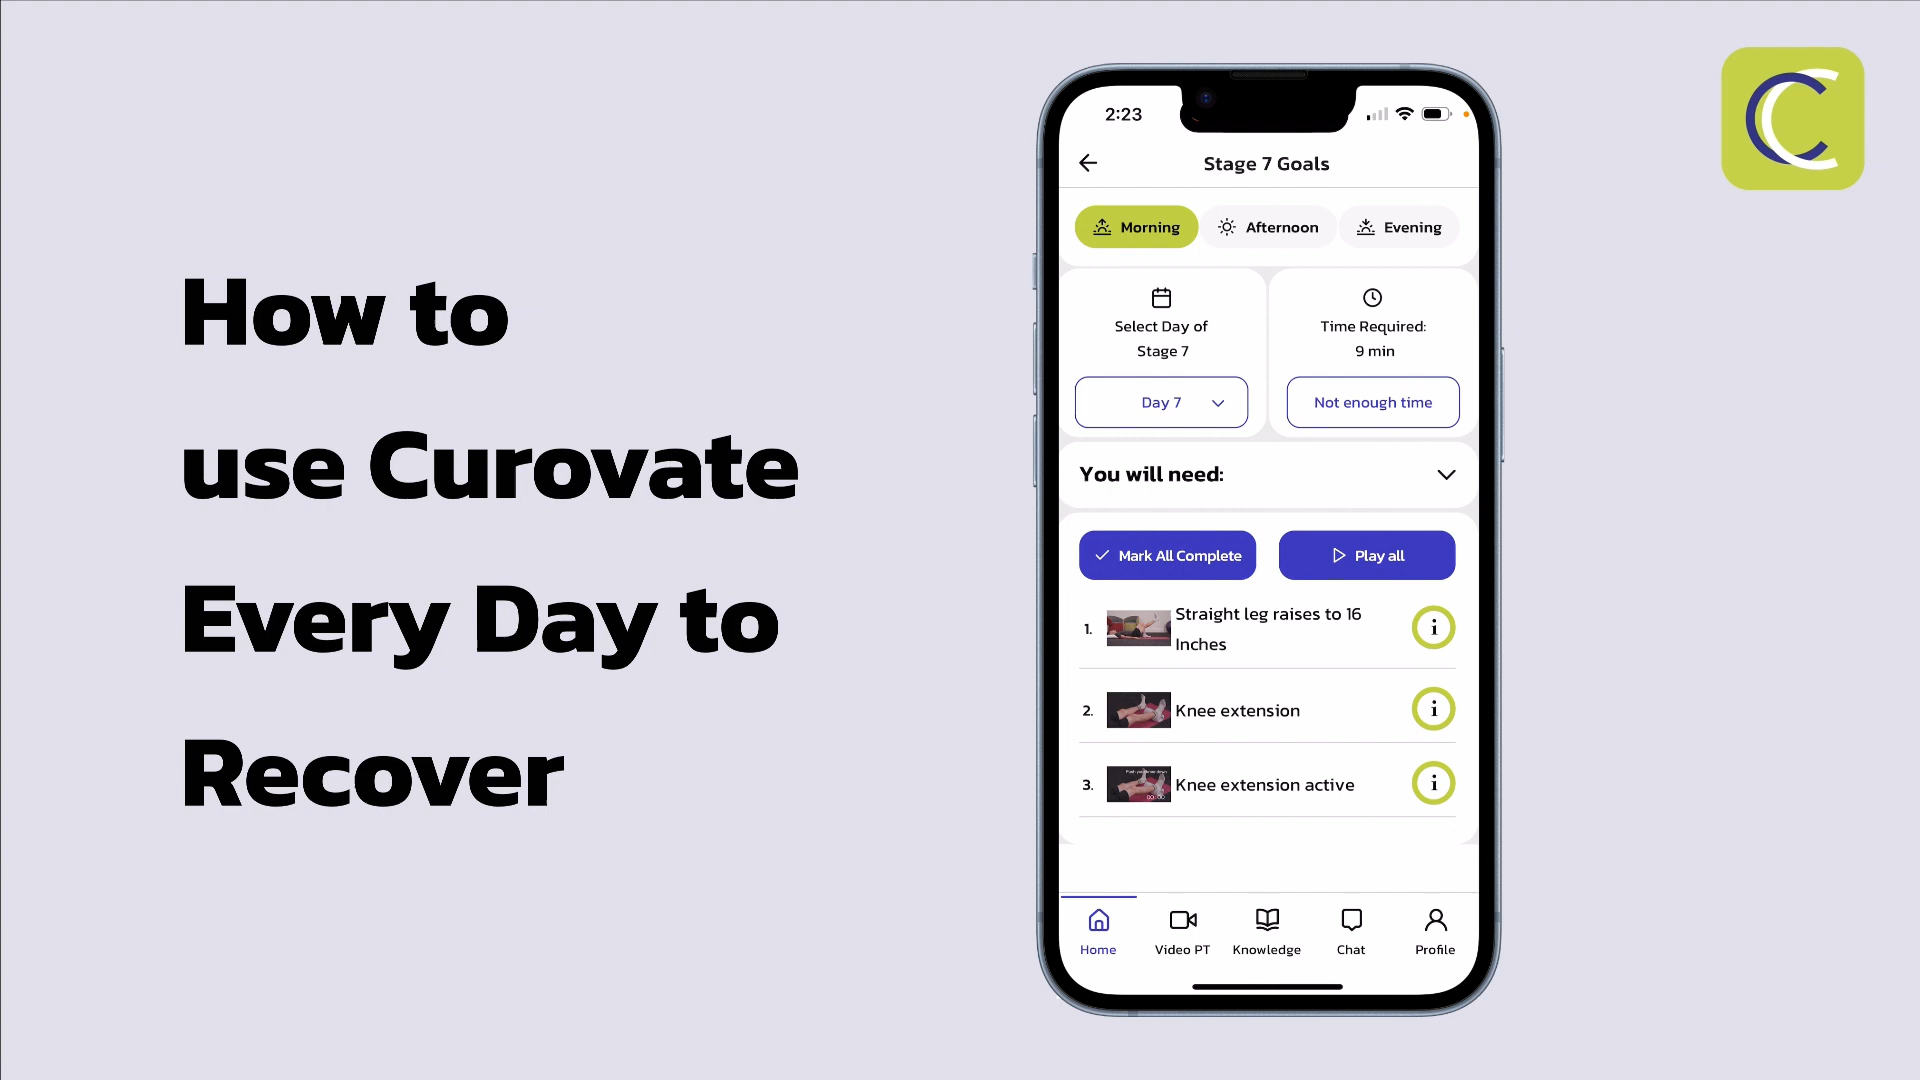 How to
use Curovate
Every Day to
Recover
2:23
Stage 7 Goals
Morning
Afternoon
Evening
Select Day of
Stage 7
Day 7
Time Required:
9 min
Not enough time
You will need:
Mark All Complete
Play all
1.
Straight leg raises to 16
Inches
2.
Knee extension
3.
Knee extension active
Home
Video PT
Knowledge
Chat
Profile